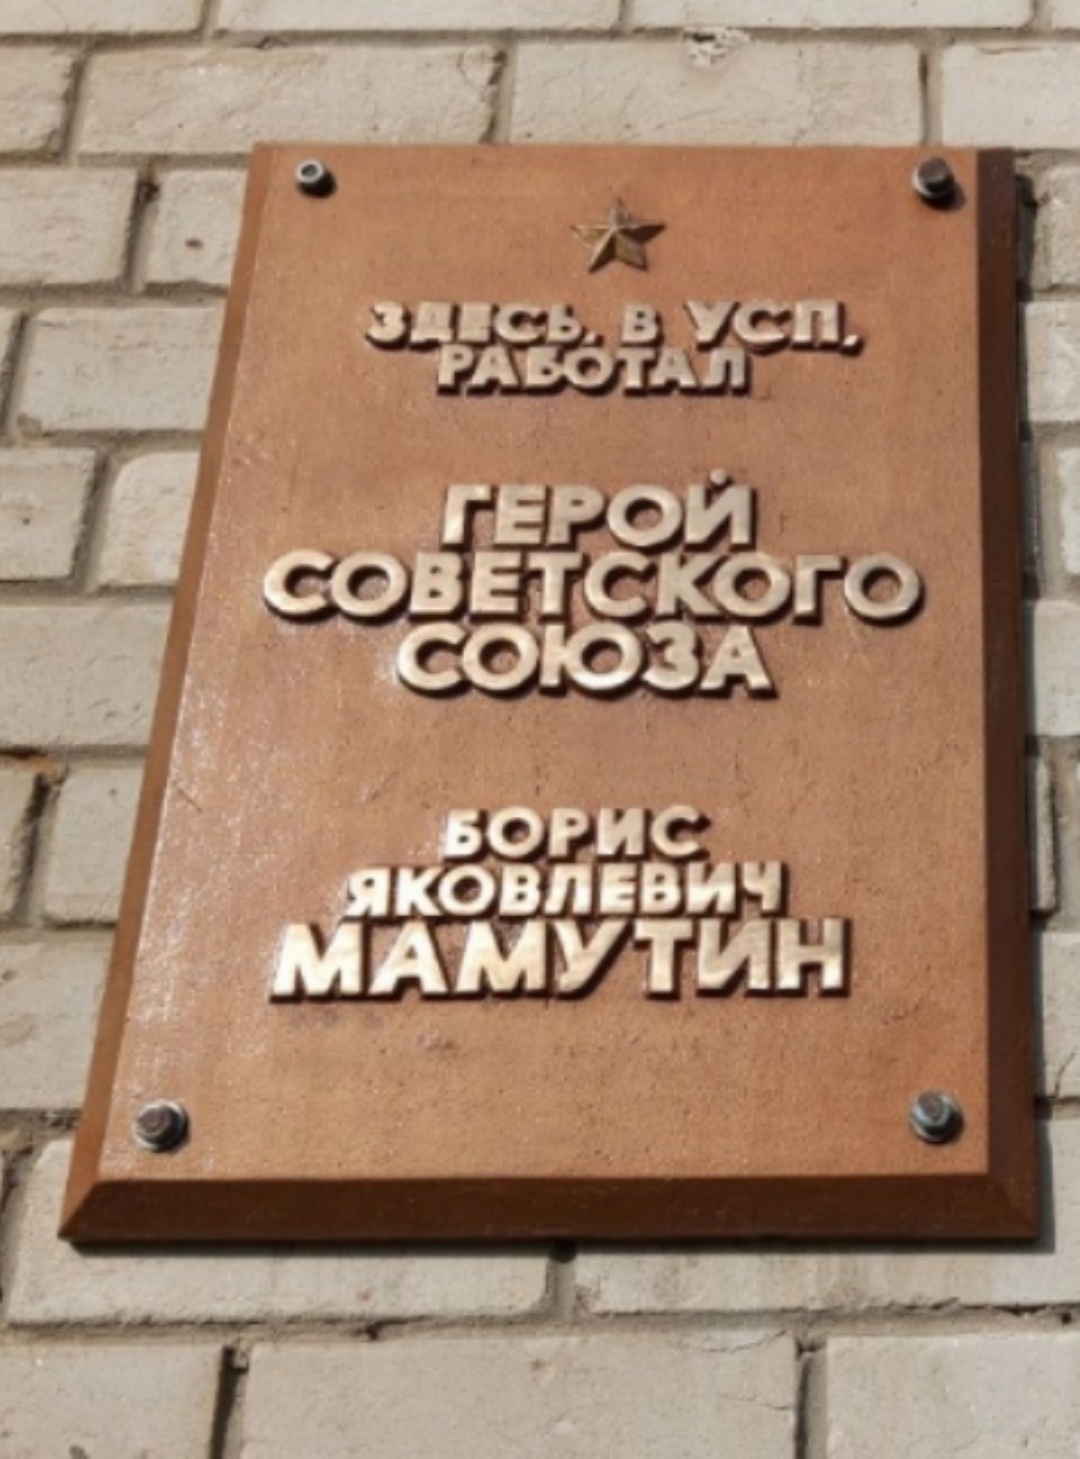 ЗДЕСЬ, В УСП,
РАБОТАЛ
ГЕРОЙ
СОВЕТСКОГО
СОЮЗА
БОРИС
ЯКОВЛЕВИЧ
МАМУТИН